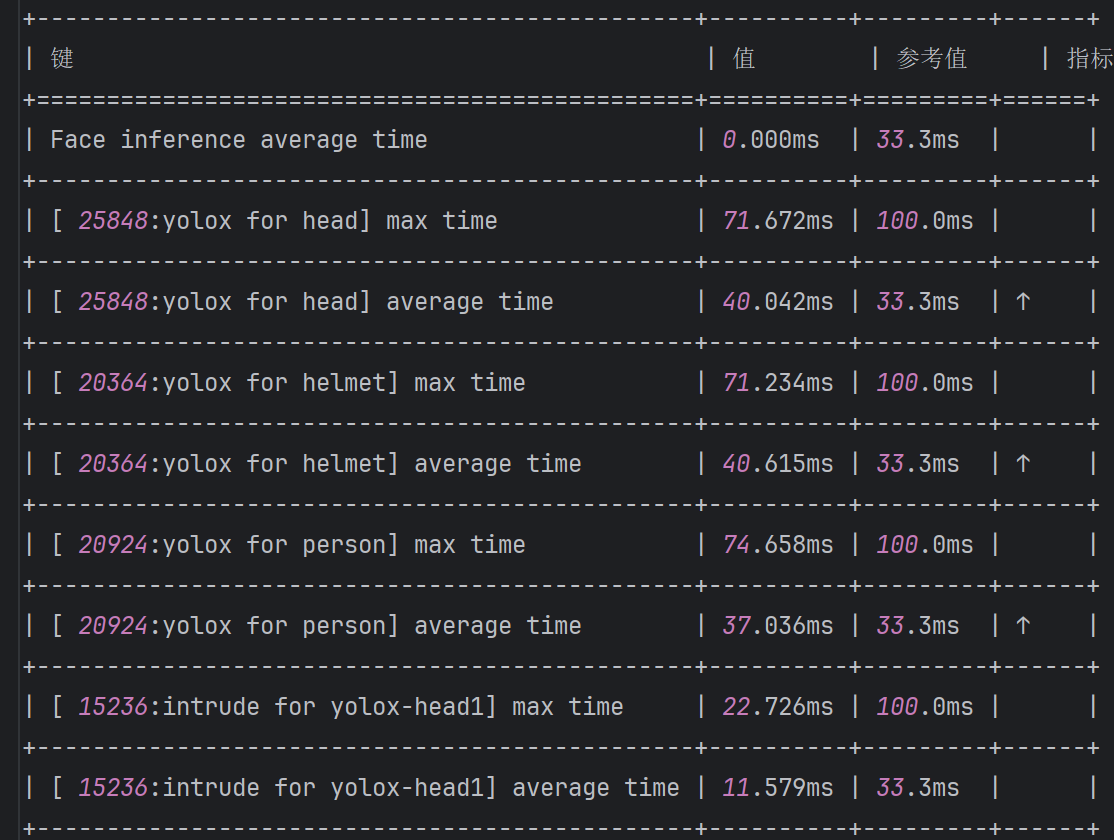 +-----------------------------------------------+----------+---------+------+
| 键 | 值 | 参考值 | 指标
+===============================================+==========+=========+======+
| Face inference average time | 0.000ms | 33.3ms | |
+-----------------------------------------------+----------+---------+------+
| [ 25848:yolox for head] max time | 71.672ms | 100.0ms | |
+-----------------------------------------------+----------+---------+------+
| [ 25848:yolox for head] average time | 40.042ms | 33.3ms | ↑ |
+-----------------------------------------------+----------+---------+------+
| [ 20364:yolox for helmet] max time | 71.234ms | 100.0ms | |
+-----------------------------------------------+----------+---------+------+
| [ 20364:yolox for helmet] average time | 40.615ms | 33.3ms | ↑ |
+-----------------------------------------------+----------+---------+------+
| [ 20924:yolox for person] max time | 74.658ms | 100.0ms | |
+-----------------------------------------------+----------+---------+------+
| [ 20924:yolox for person] average time | 37.036ms | 33.3ms | ↑ |
+-----------------------------------------------+----------+---------+------+
| [ 15236:intrude for yolox-head1] max time | 22.726ms | 100.0ms | |
+-----------------------------------------------+----------+---------+------+
| [ 15236:intrude for yolox-head1] average time | 11.579ms | 33.3ms | |
+-----------------------------------------------+----------+---------+------+